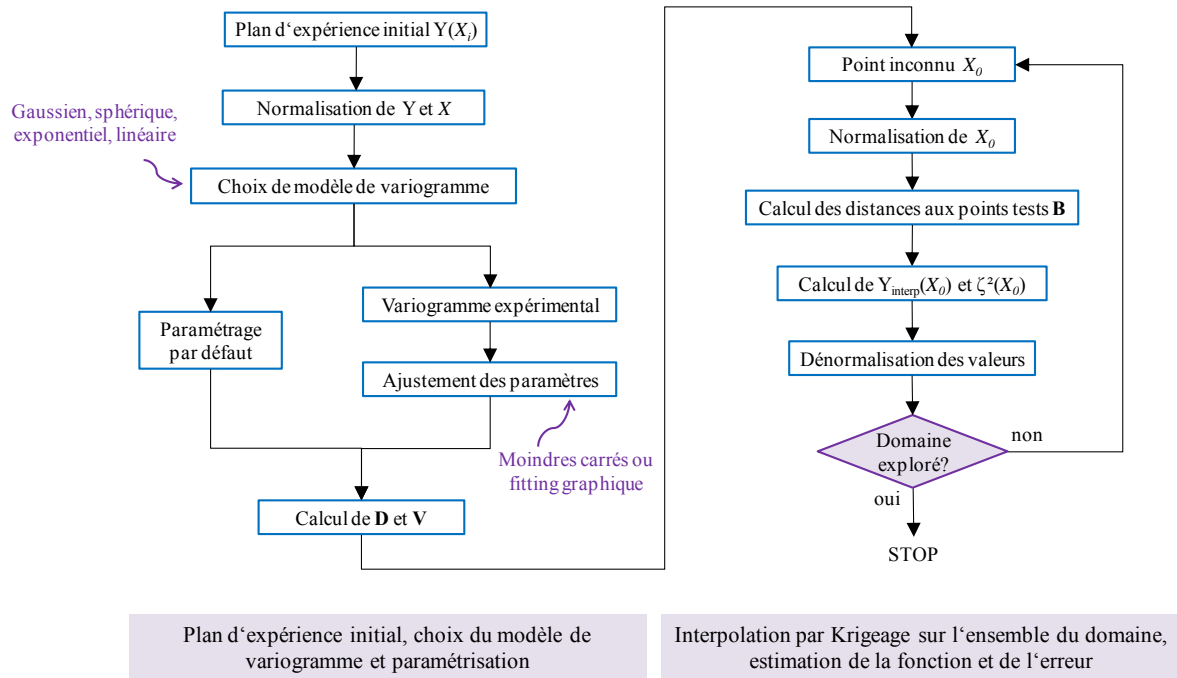 Plan d‘expérience initial Y(Xi)
Normalisation de Y et X
Gaussien, sphérique,
exponentiel, linéaire
Choix de modèle de variogramme
Variogramme expérimental
Paramétrage
par défaut
Ajustement des paramètres
Moindres carrés ou
fitting graphique
Calcul de D et V
Point inconnu X0
Normalisation de X0
Calcul des distances aux points tests B
Calcul de Yinterp(X0) et ζ²(X0)
Dénormalisation des valeurs
Domaine
exploré?
non
oui
STOP
Plan d‘expérience initial, choix du modèle de
variogramme et paramétrisation
Interpolation par Krigeage sur l‘ensemble du domaine,
estimation de la fonction et de l‘erreur